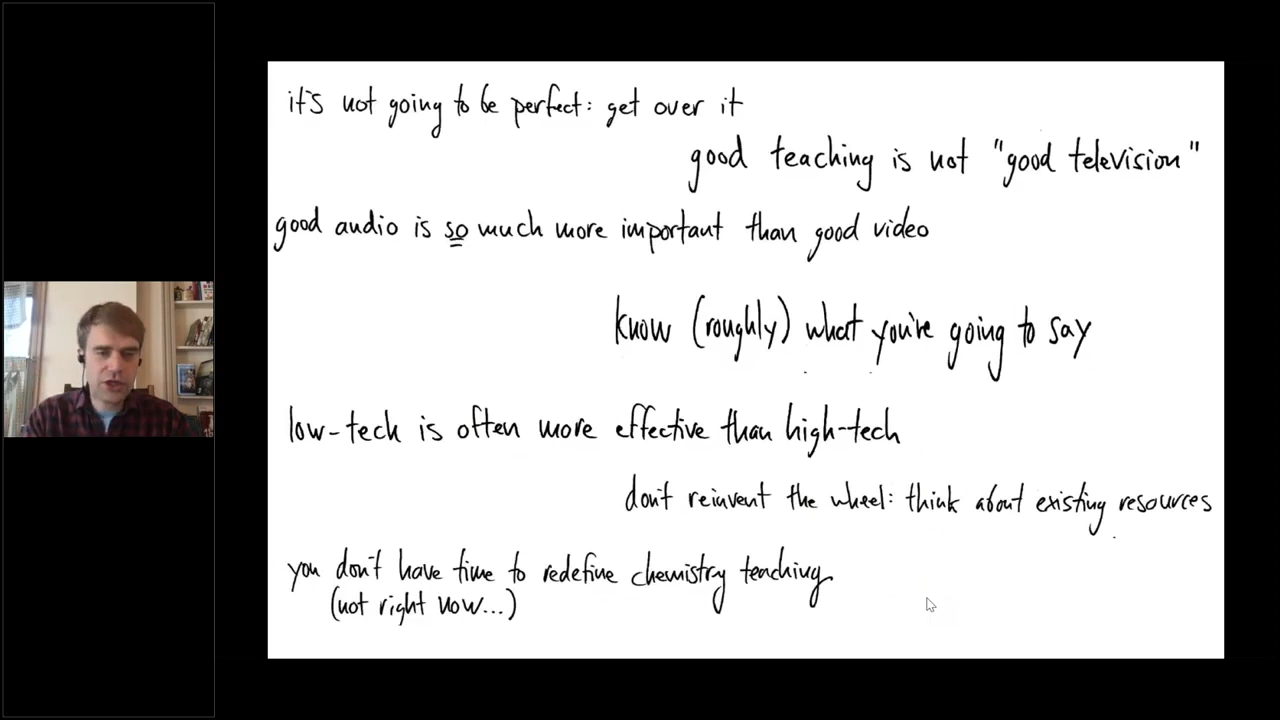 it's not going to be perfect: get over it
good teaching is not "good television"
good audio is so much more important than good video
know (roughly) what you're going to say
low-tech is often more effective than high-tech
don't reinvent the wheel: think about existing resources
you don't have time to redefine chemistry teaching
(not right now...)